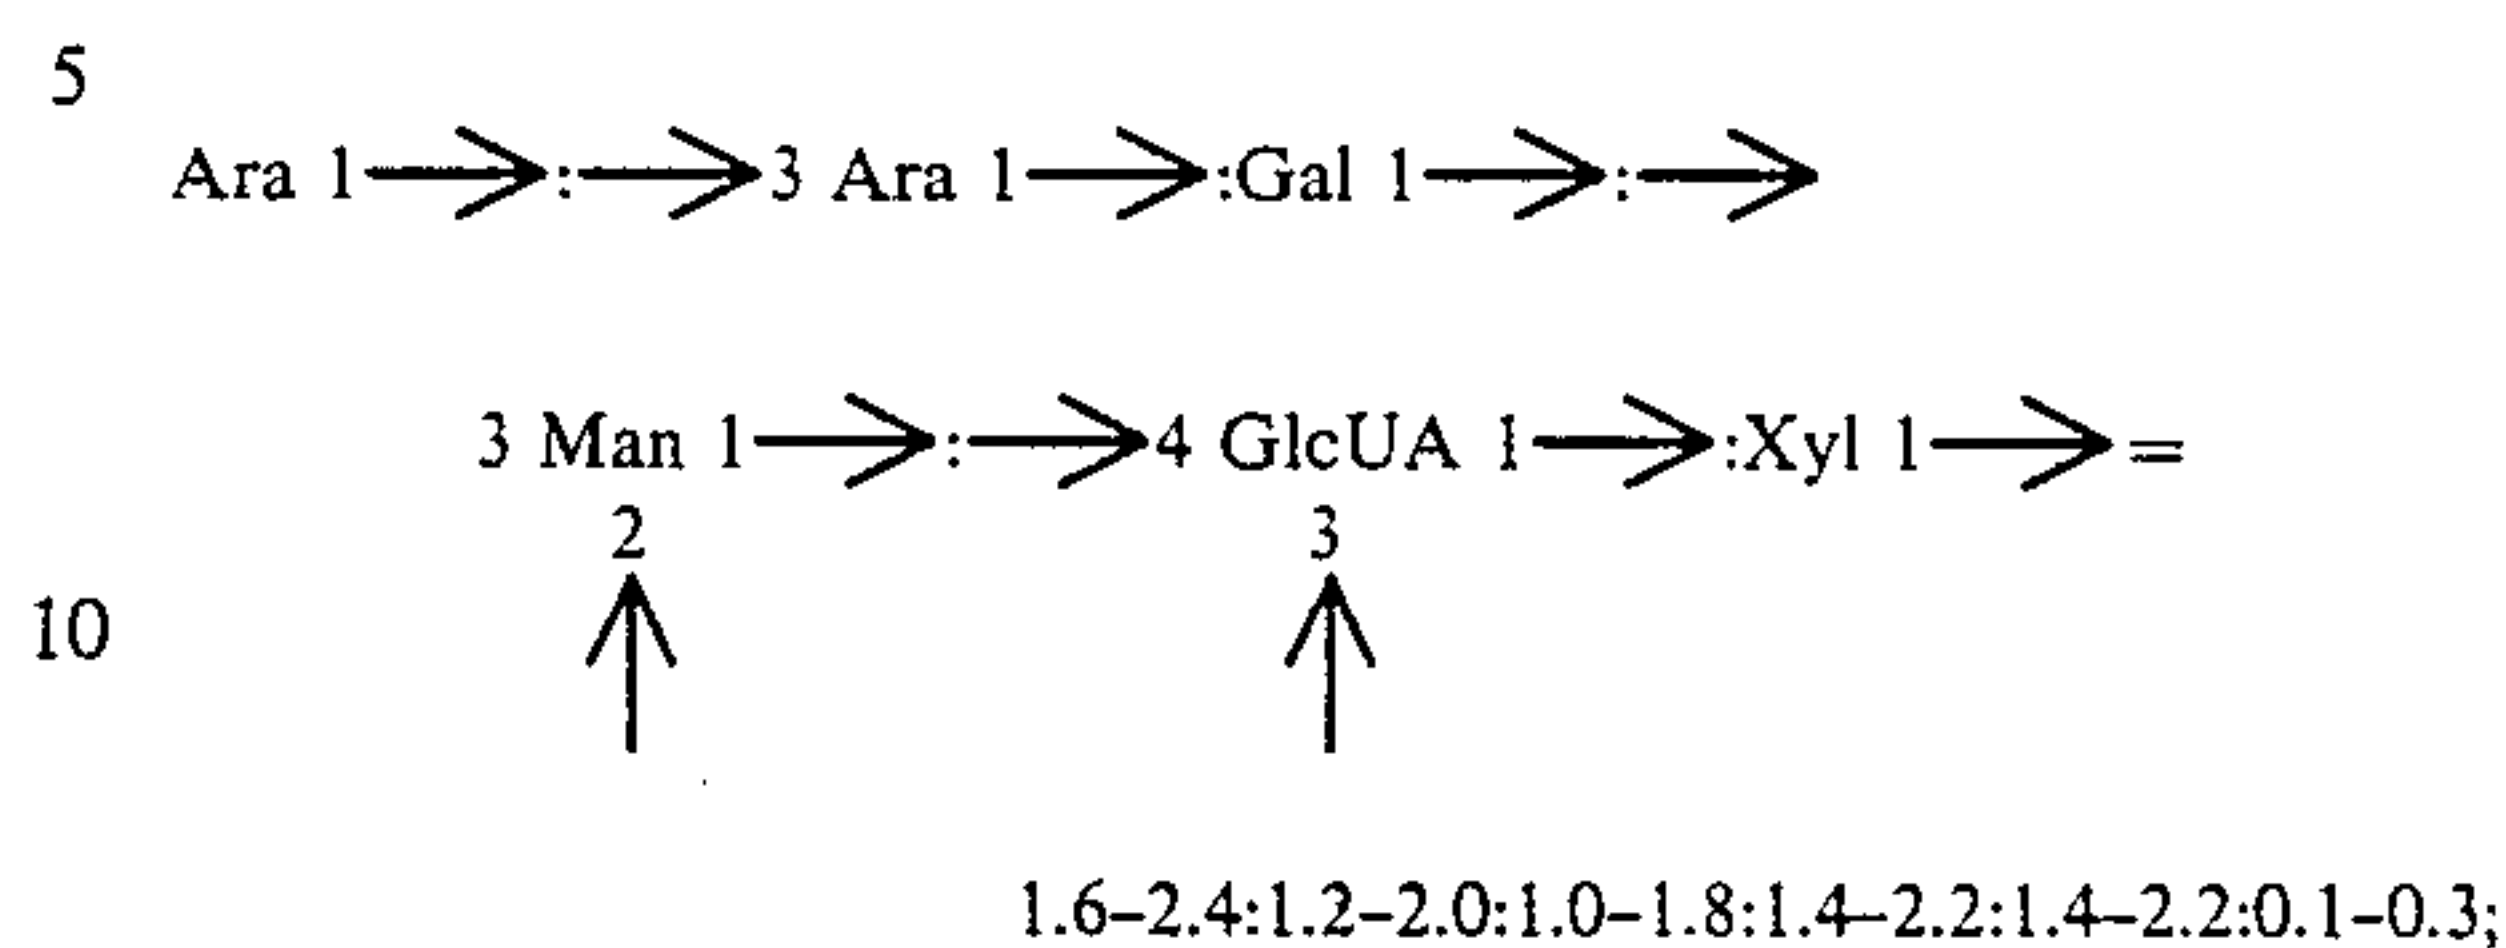 5
Ara 1⟶:⟶3 Ara 1⟶:Gal 1⟶:⟶
3 Man 1⟶:⟶4 GlcUA 1⟶:Xyl 1⟶=
2 3
10
1.6–2.4:1.2–2.0:1.0–1.8:1.4–2.2:1.4–2.2:0.1–0.3;